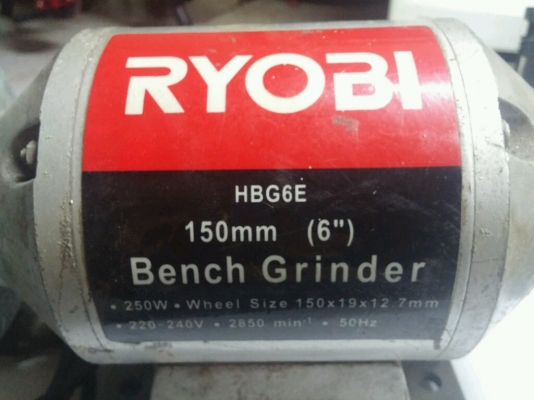 RYOBI
HBG6E
150mm (6")
Bench Grinder
• 250W • Wheel Size 150x19x12.7mm
• 220-240V • 2850 min⁻¹ • 50Hz